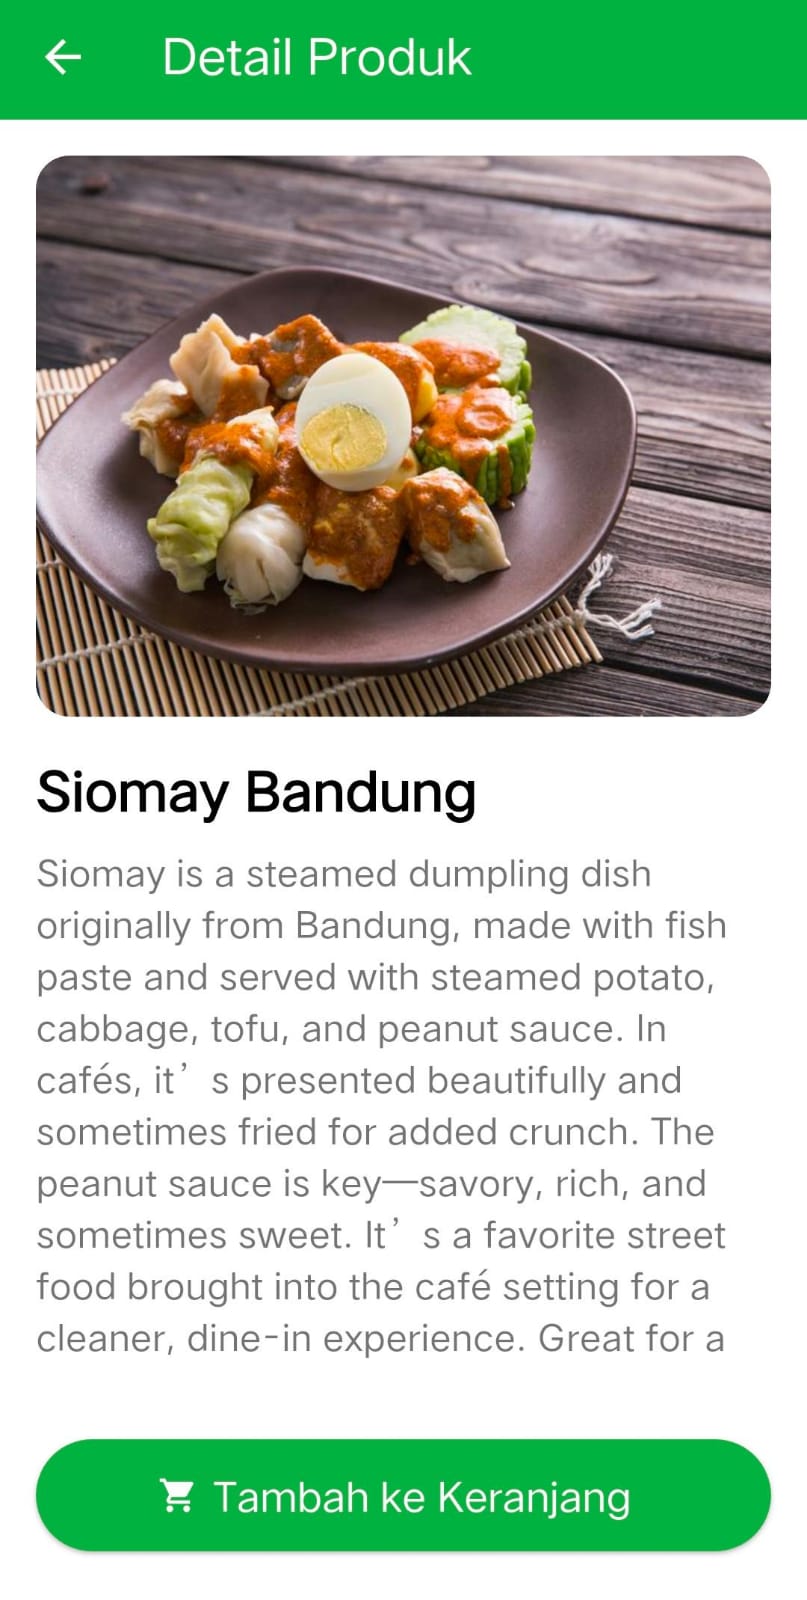 Detail Produk
Siomay Bandung
Siomay is a steamed dumpling dish
originally from Bandung, made with fish
paste and served with steamed potato,
cabbage, tofu, and peanut sauce. In
cafés, it’s presented beautifully and
sometimes fried for added crunch. The
peanut sauce is key—savory, rich, and
sometimes sweet. It’s a favorite street
food brought into the café setting for a
cleaner, dine-in experience. Great for a
Tambah ke Keranjang